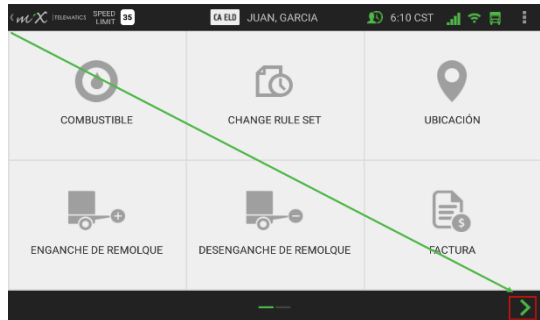 miX TELEMATICS
SPEED
LIMIT 35
CA ELD JUAN, GARCIA
6:10 CST
COMBUSTIBLE
CHANGE RULE SET
UBICACIÓN
ENGANCHE DE REMOLQUE
DESENGANCHE DE REMOLQUE
FACTURA